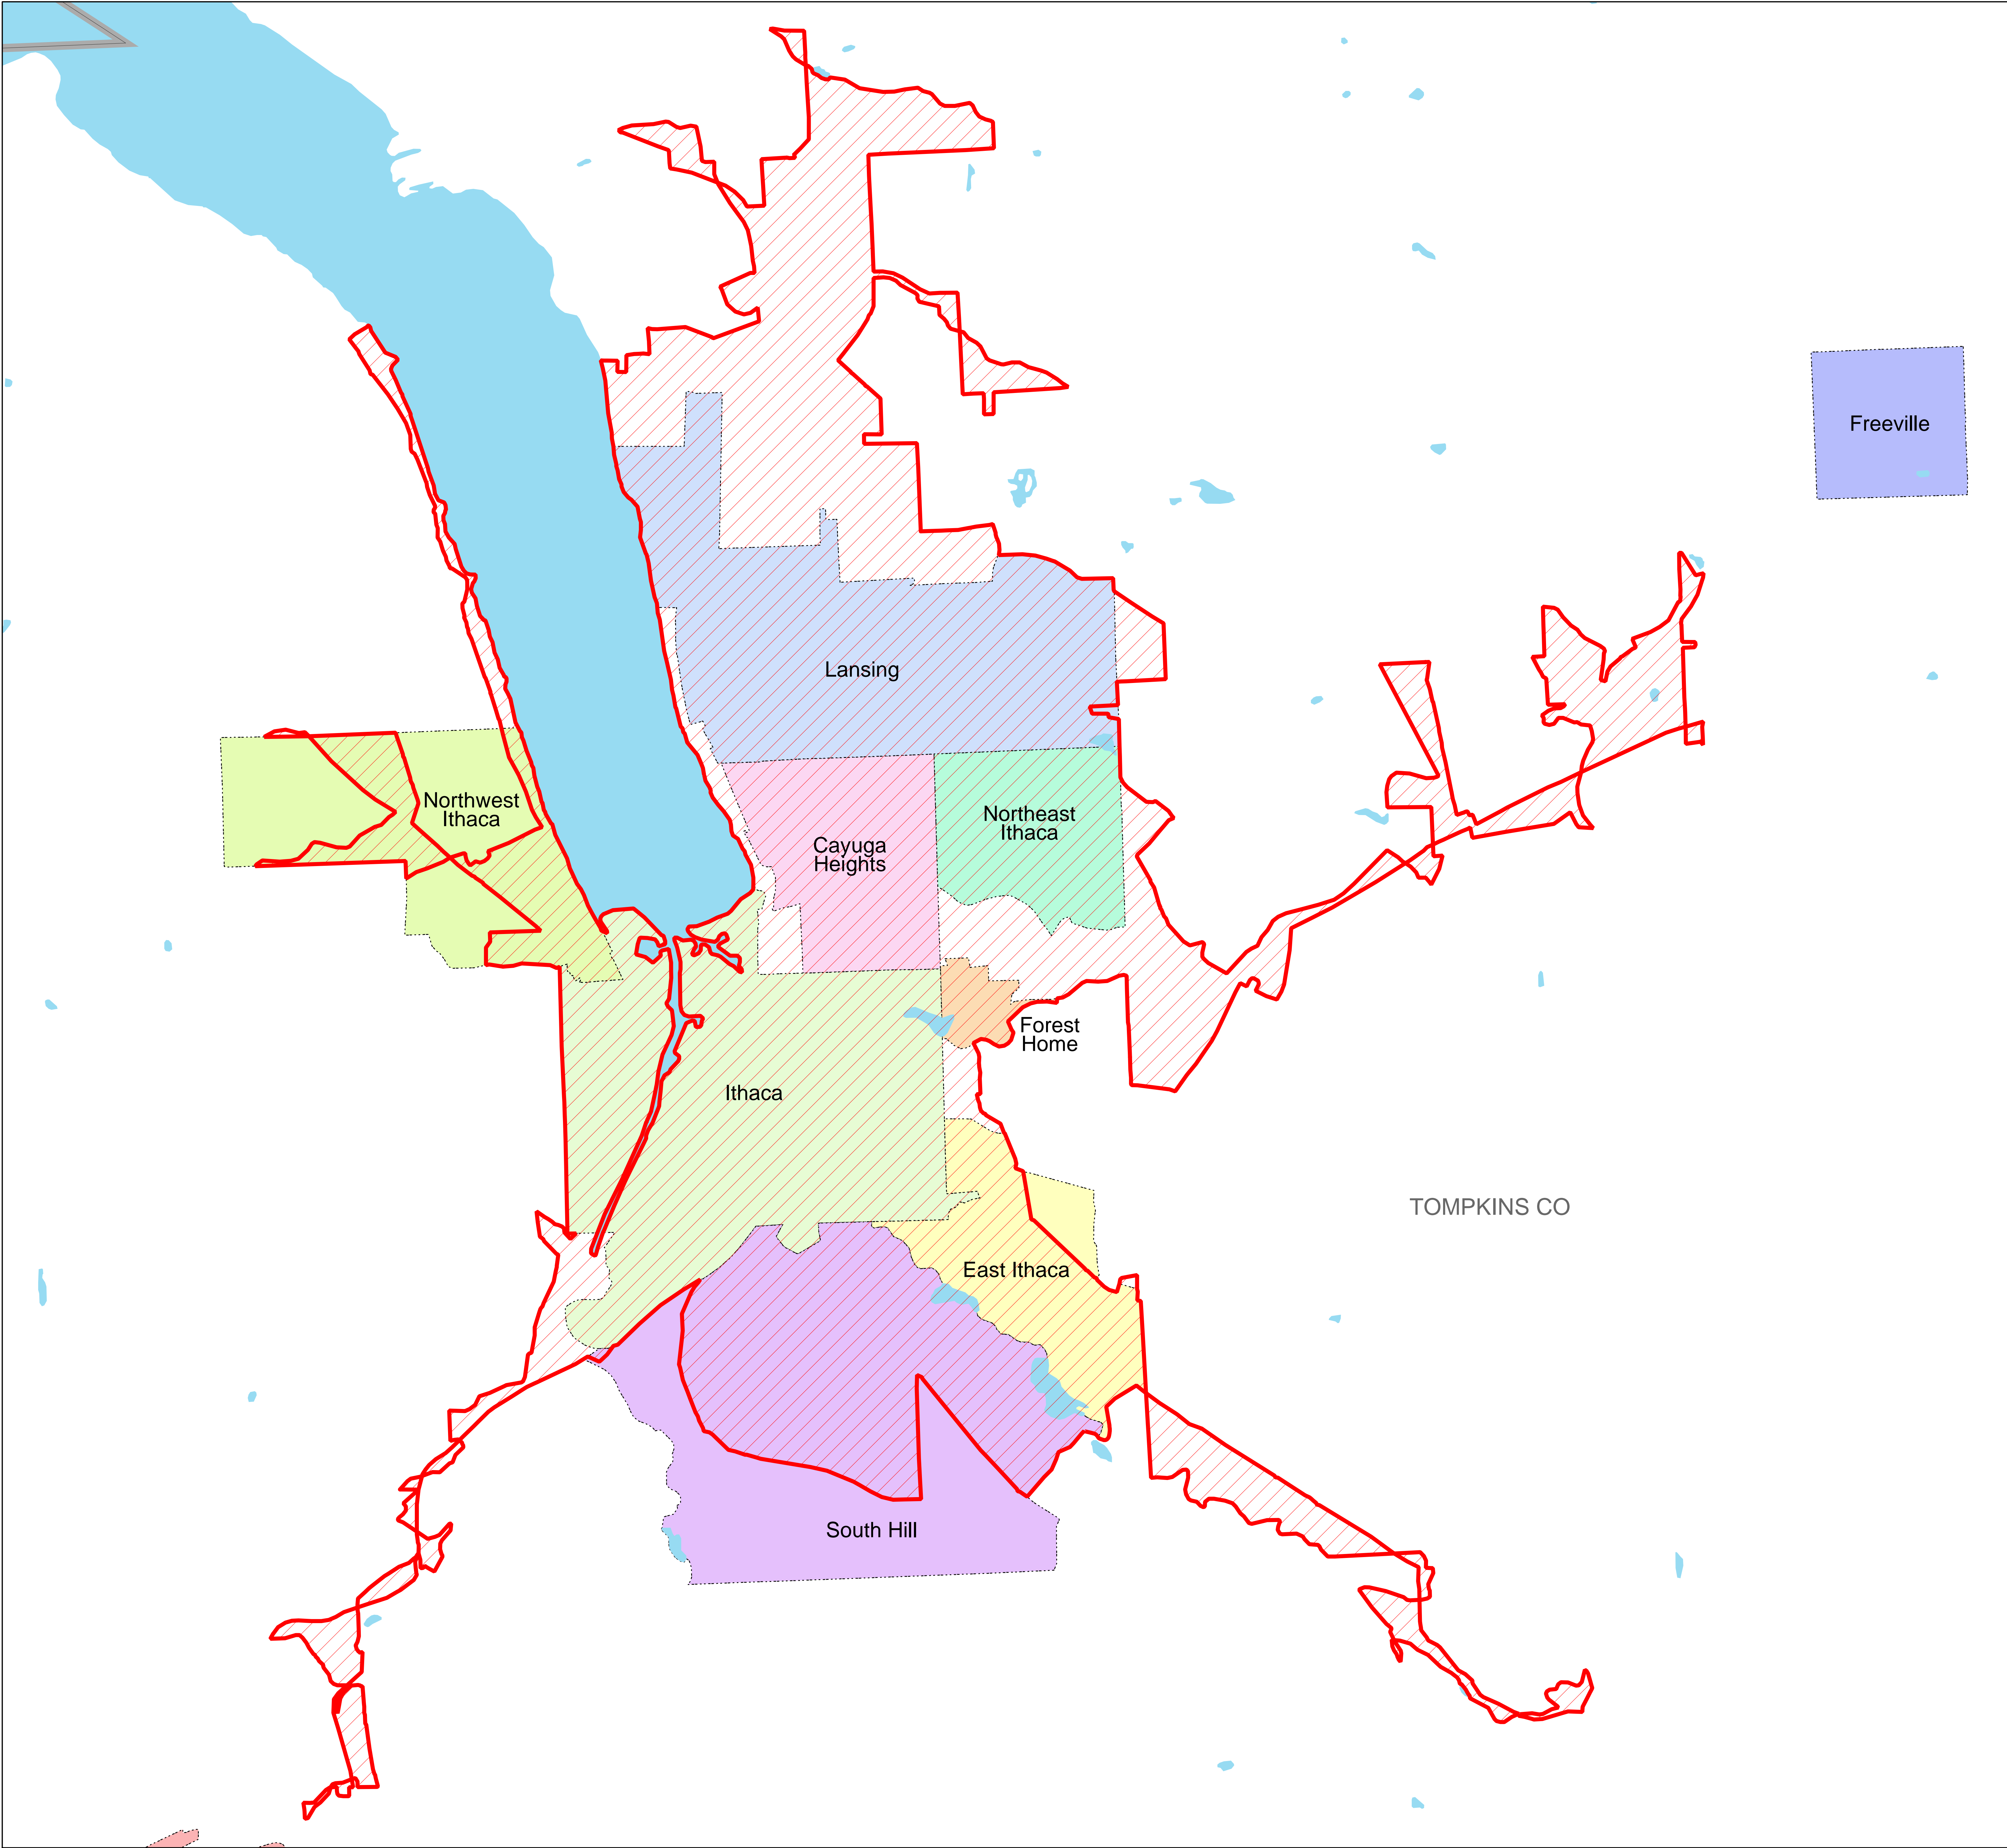 Freeville
Lansing
Northwest
Ithaca
Northeast
Ithaca
Cayuga
Heights
Forest
Home
Ithaca
TOMPKINS CO
East Ithaca
South Hill